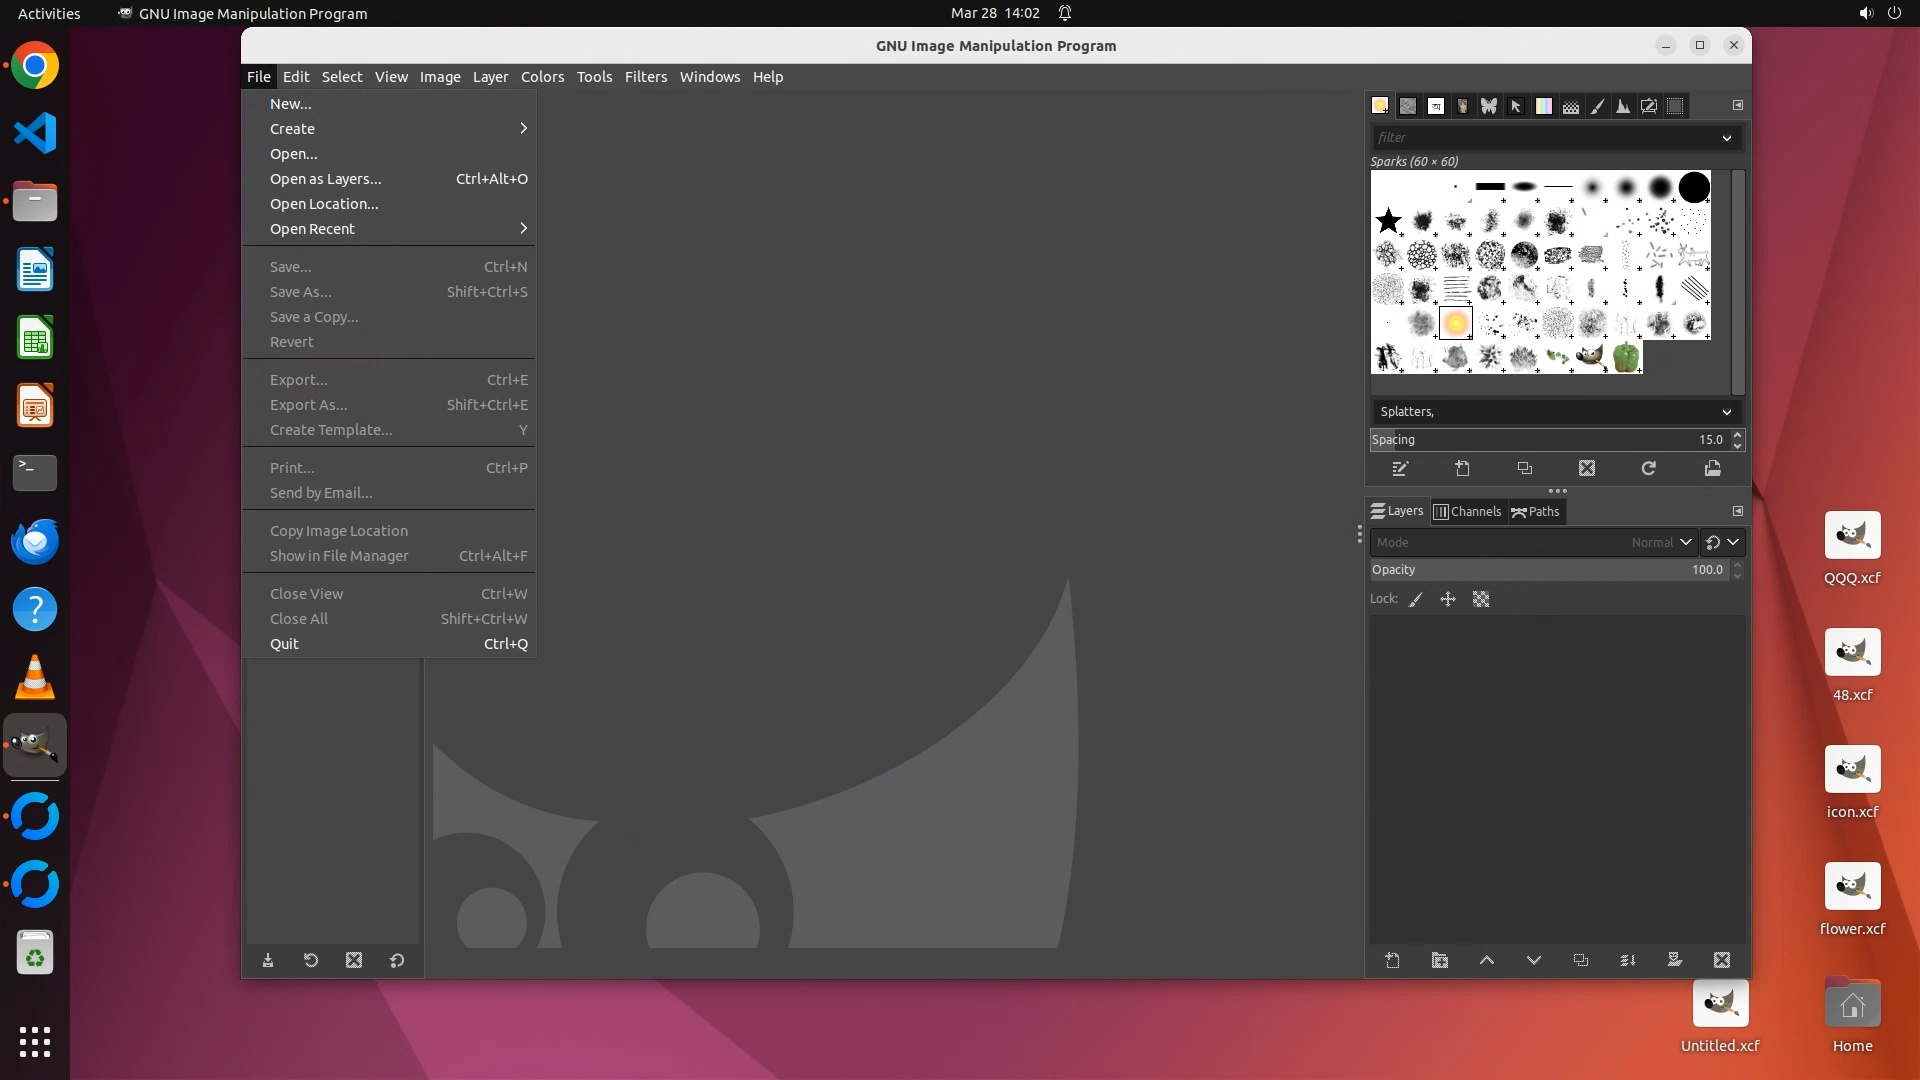 Activities
GNU Image Manipulation Program
Mar 28 14:02
GNU Image Manipulation Program
File Edit Select View Image Layer Colors Tools Filters Windows Help
New...
Create
Open...
Open as Layers... Ctrl+Alt+O
Open Location...
Open Recent
Save... Ctrl+N
Save As... Shift+Ctrl+S
Save a Copy...
Revert
Export... Ctrl+E
Export As... Shift+Ctrl+E
Create Template... Y
Print... Ctrl+P
Send by Email...
Copy Image Location
Show in File Manager Ctrl+Alt+F
Close View Ctrl+W
Close All Shift+Ctrl+W
Quit Ctrl+Q
filter
Sparks (60 × 60)
Splatters,
Spacing 15.0
Layers Channels Paths
Mode Normal
Opacity 100.0
Lock:
QQQ.xcf
48.xcf
icon.xcf
flower.xcf
Untitled.xcf
Home